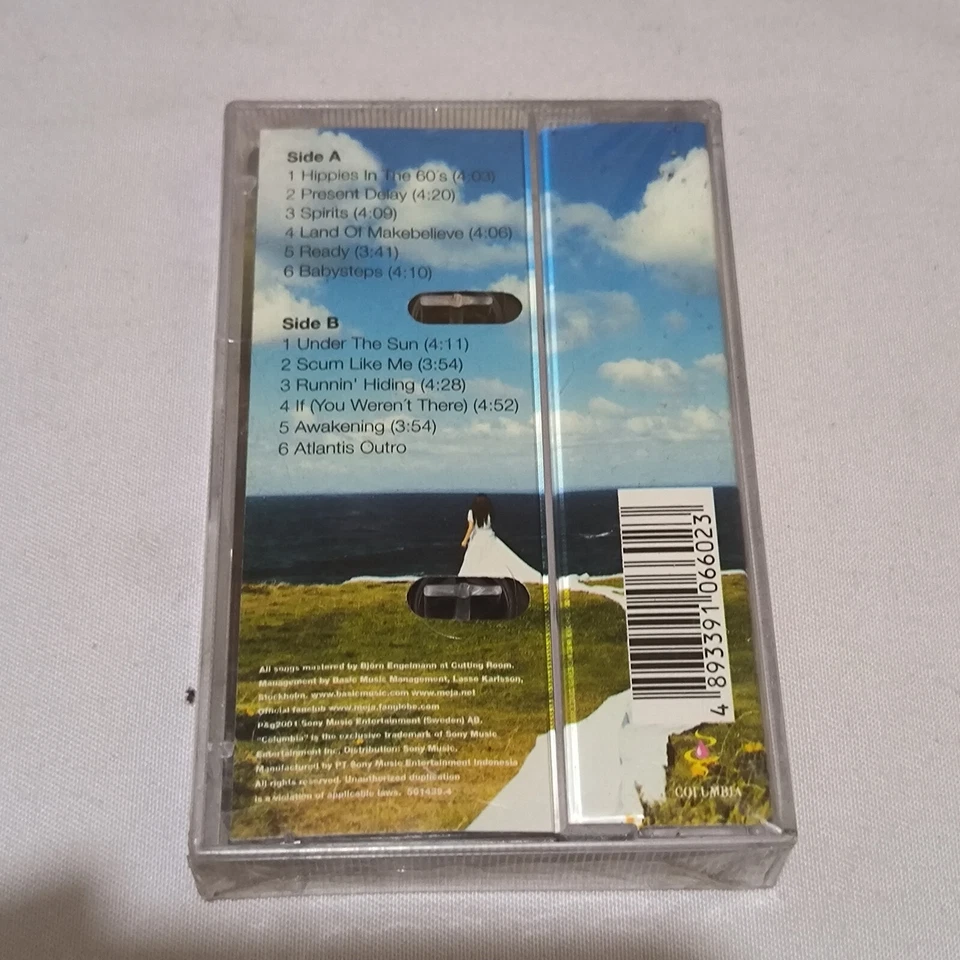 Side A
1 Hippies In The 60´s (4:03)
2 Present Delay (4:20)
3 Spirits (4:09)
4 Land Of Makebelieve (4:06)
5 Ready (3:41)
6 Babysteps (4:10)
Side B
1 Under The Sun (4:11)
2 Scum Like Me (3:54)
3 Runnin' Hiding (4:28)
4 If (You Weren´t There) (4:52)
5 Awakening (3:54)
6 Atlantis Outro
All songs mastered by Björn Engelmann at Cutting Room,
Management by Basic Music Management, Lasse Karlsson,
Stockholm. www.basicmusic.com www.meja.net
Official fanclub www.meja.fanglobe.com
P&g2001 Sony Music Entertainment (Sweden) AB.
"Columbia" is the exclusive trademark of Sony Music
Entertainment Inc., Distribution: Sony Music.
Manufactured by PT Sony Music Entertainment Indonesia
All rights reserved. Unauthorized duplication
is a violation of applicable laws. 501439-4
4 893391 066023
COLUMBIA